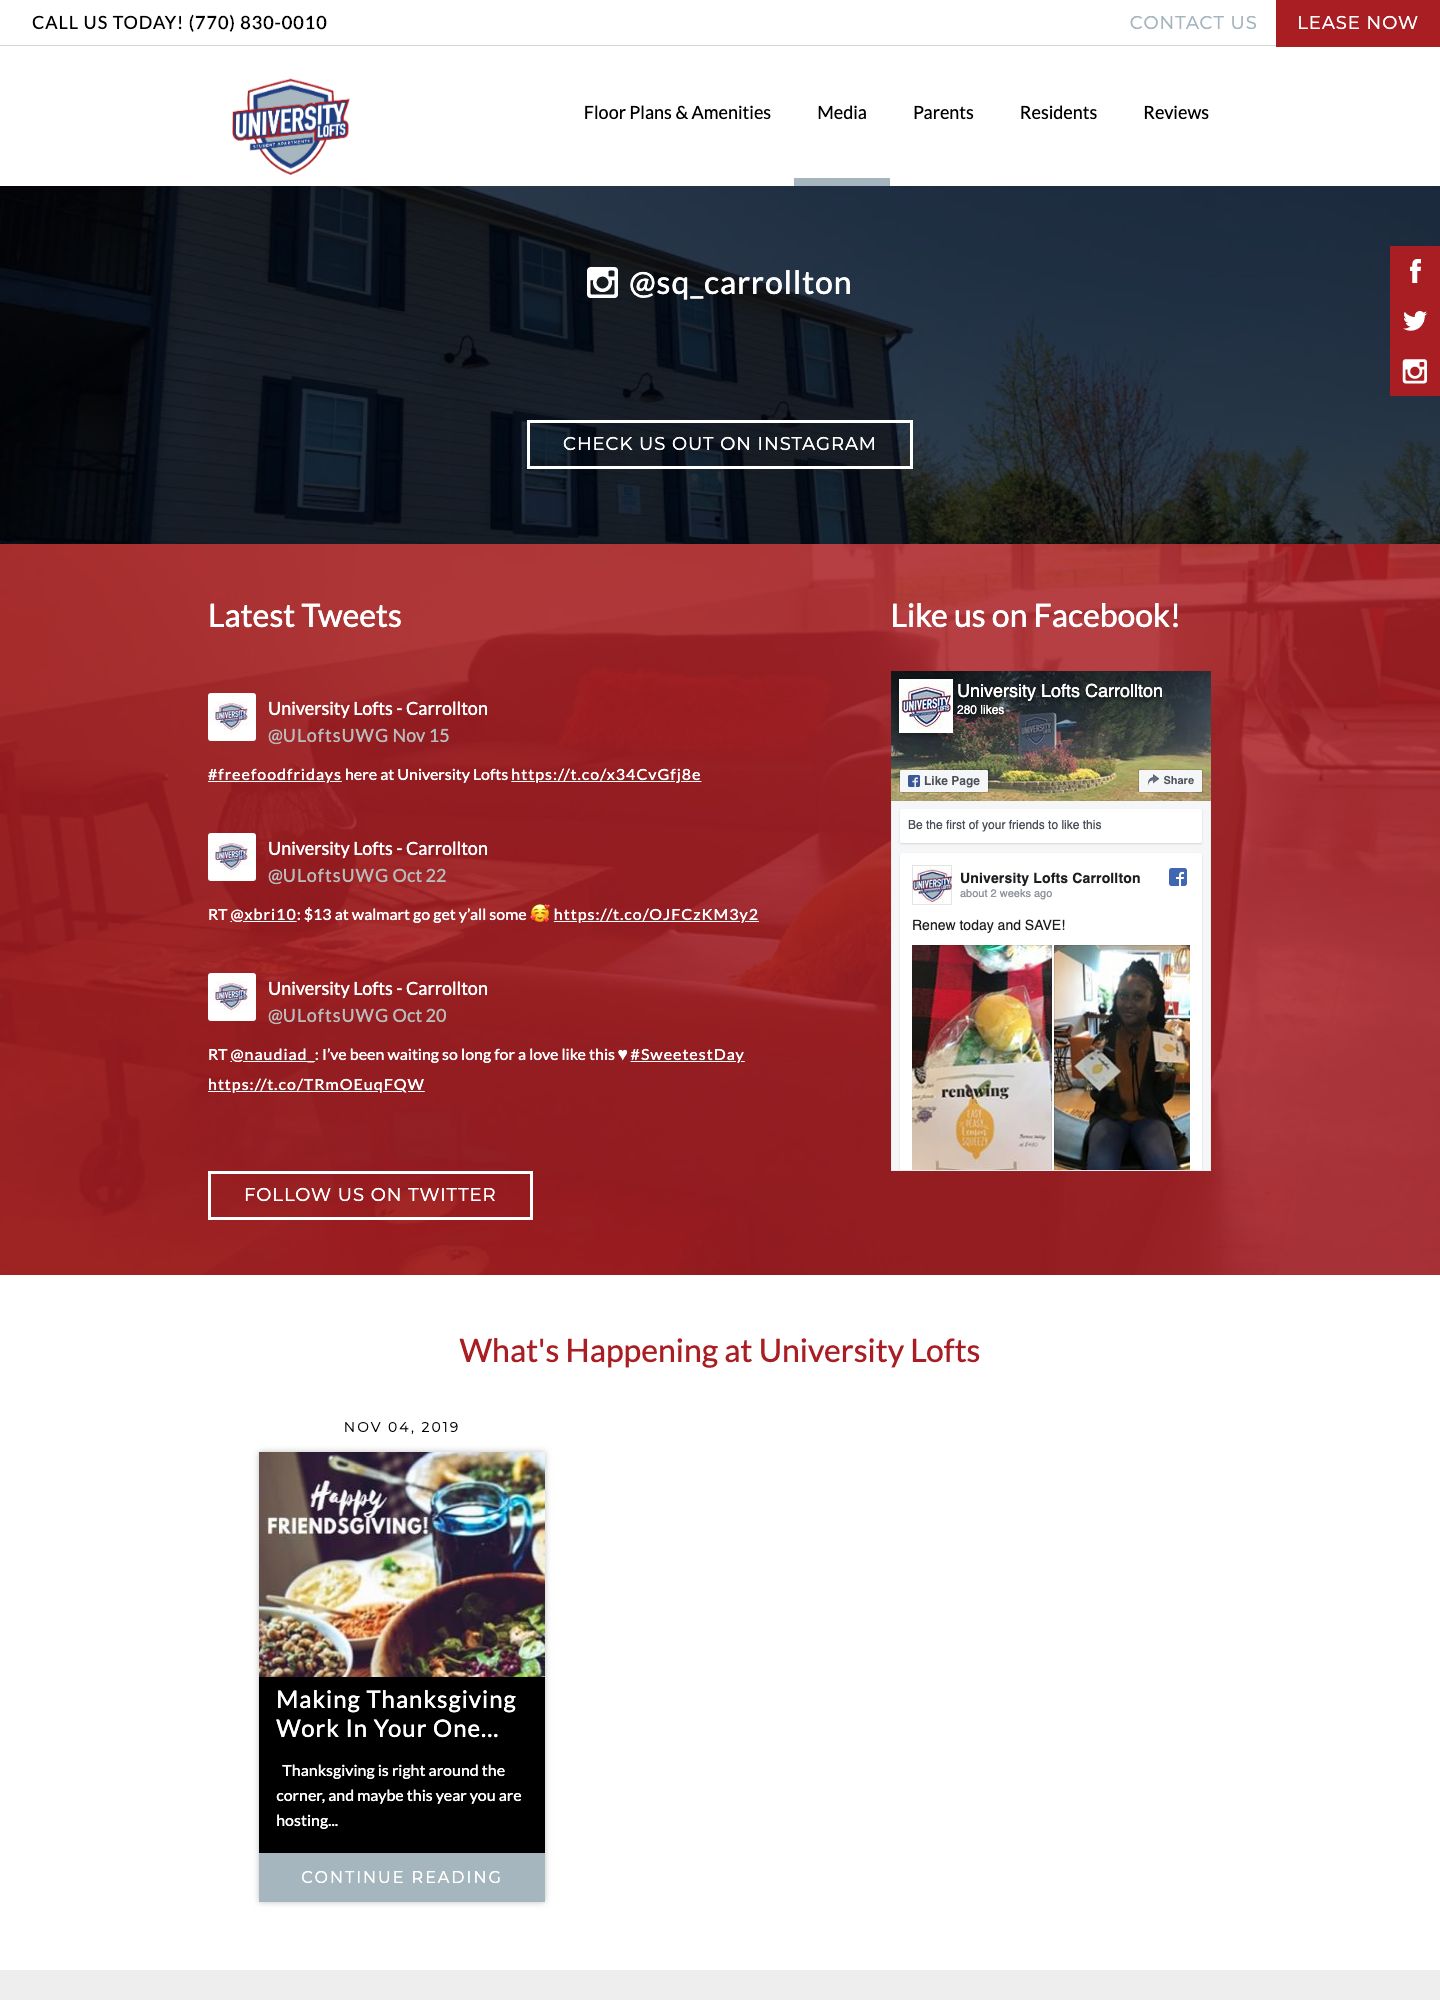 CALL US TODAY! (770) 830-0010
CONTACT US
LEASE NOW
UNIVERSITY
LOFTS
STUDENT APARTMENTS
Floor Plans & Amenities
Media
Parents
Residents
Reviews
@sq_carrollton
CHECK US OUT ON INSTAGRAM
Latest Tweets
University Lofts - Carrollton
@ULoftsUWG Nov 15
#freefoodfridays here at University Lofts https://t.co/x34CvGfj8e
University Lofts - Carrollton
@ULoftsUWG Oct 22
RT @xbri10: $13 at walmart go get y’all some 🥰 https://t.co/OJFCzKM3y2
University Lofts - Carrollton
@ULoftsUWG Oct 20
RT @naudiad_: I’ve been waiting so long for a love like this ♥ #SweetestDay
https://t.co/TRmOEuqFQW
FOLLOW US ON TWITTER
Like us on Facebook!
University Lofts Carrollton
280 likes
Like Page
Share
Be the first of your friends to like this
University Lofts Carrollton
about 2 weeks ago
Renew today and SAVE!
renewing
EASY
PEASY
Lemon
SQUEEZY
What's Happening at University Lofts
NOV 04, 2019
Happy
FRIENDSGIVING!
Making Thanksgiving
Work In Your One...
Thanksgiving is right around the
corner, and maybe this year you are
hosting...
CONTINUE READING